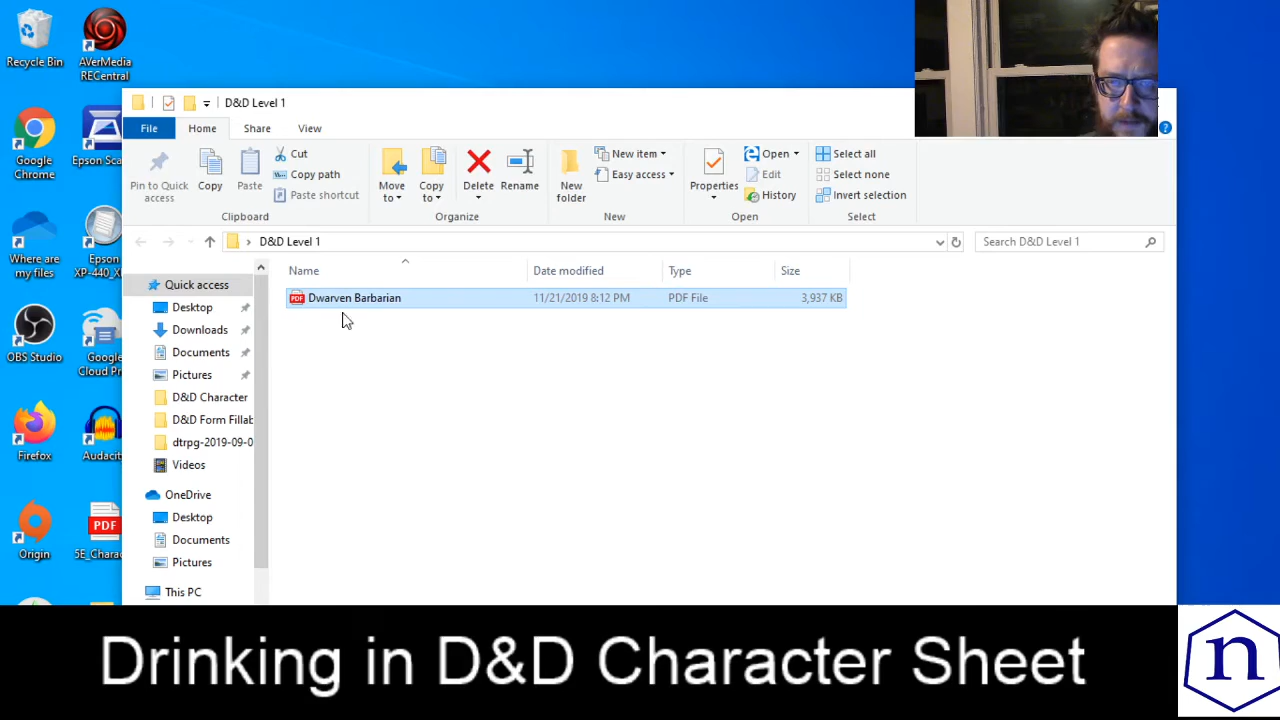 Recycle Bin
AVerMedia
RECentral
D&D Level 1
File
Home
Share
View
Google
Chrome
Epson Sca
Pin to Quick
access
Copy
Paste
Cut
Copy path
Paste shortcut
Clipboard
Move
to
Copy
to
Delete
Rename
Organize
New
folder
New item
Easy access
New
Properties
Open
Edit
History
Open
Select all
Select none
Invert selection
Select
D&D Level 1
Search D&D Level 1
Where are
my files
Epson
XP-440_X
Name
Date modified
Type
Size
PDF
Dwarven Barbarian
11/21/2019 8:12 PM
PDF File
3,937 KB
Quick access
Desktop
Downloads
Documents
Pictures
D&D Character
D&D Form Fillab
dtrpg-2019-09-0
Videos
OneDrive
Desktop
Documents
Pictures
This PC
OBS Studio
Google
Cloud Pr
Firefox
Audacit
Origin
PDF
5E_Charac
Drinking in D&D Character Sheet
n